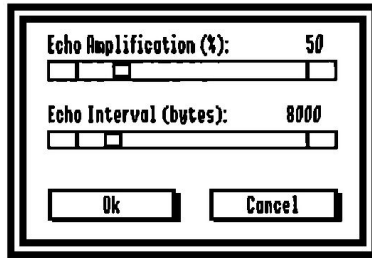 Echo Amplification (%): 50
Echo Interval (bytes): 8000
Ok Cancel